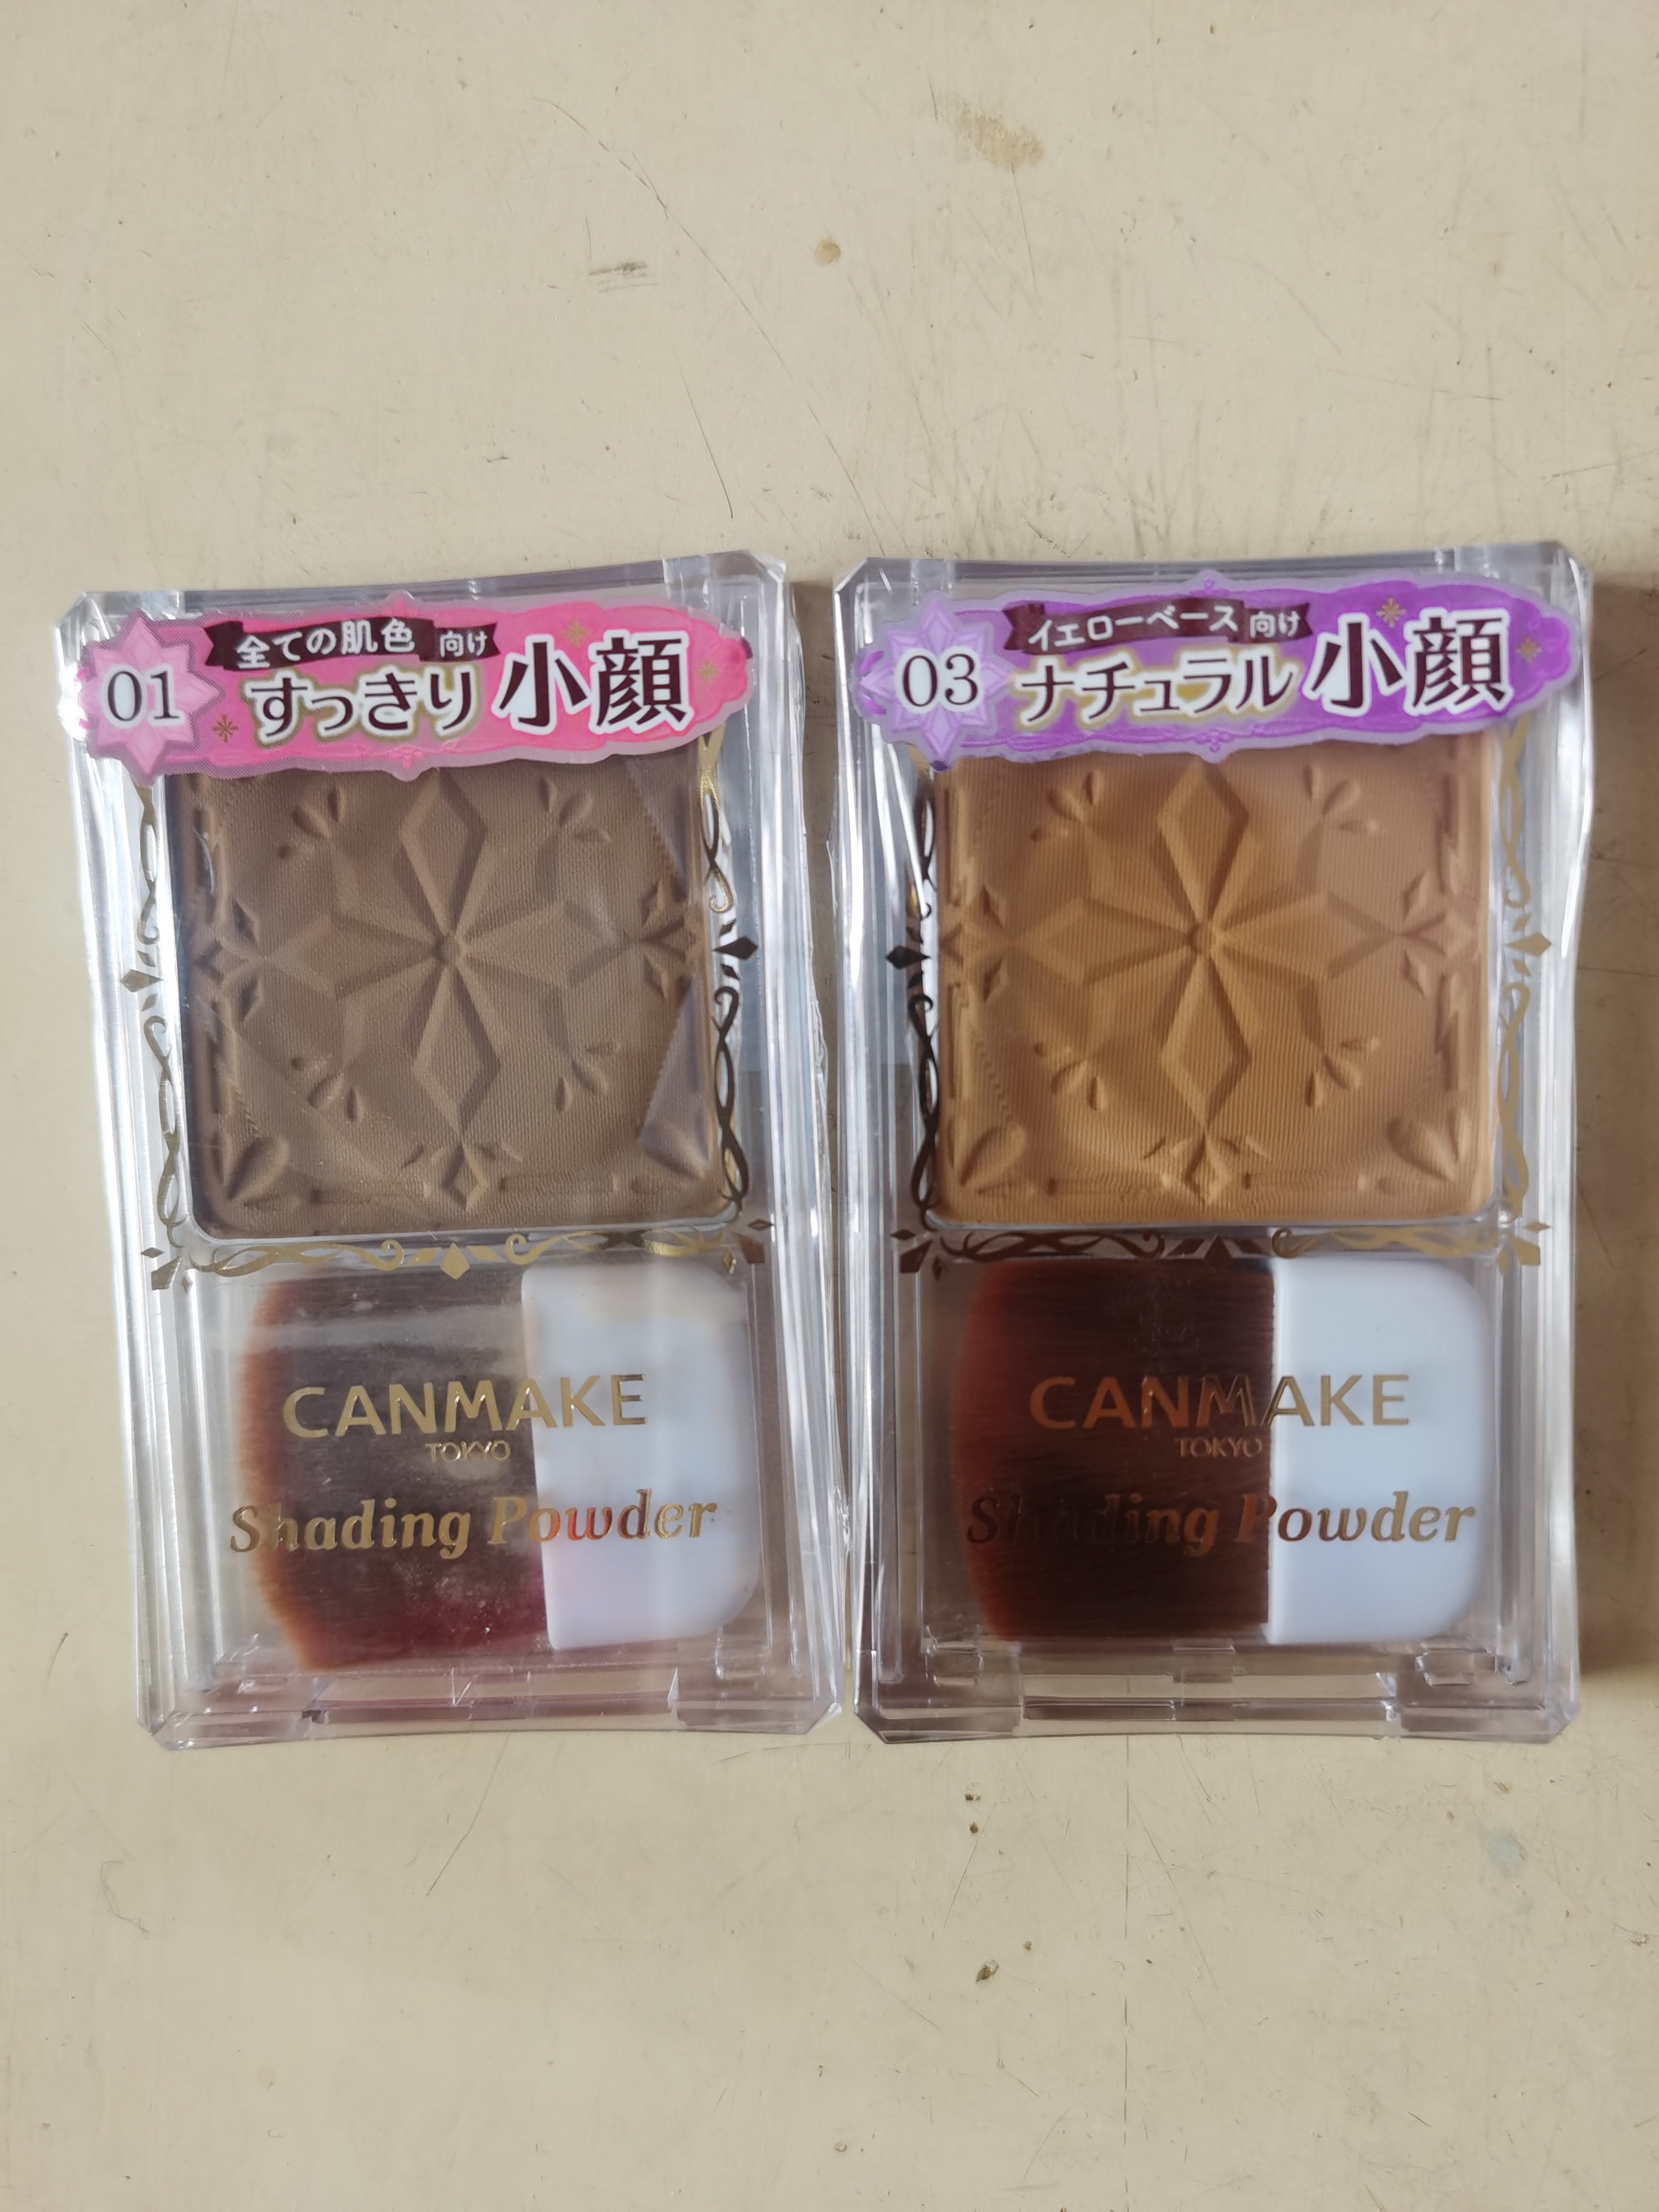 01
全ての肌色 向け
すっきり 小顔
CANMAKE
TOKYO
Shading Powder
03
イエローベース 向け
ナチュラル 小顔
CANMAKE
TOKYO
Shading Powder